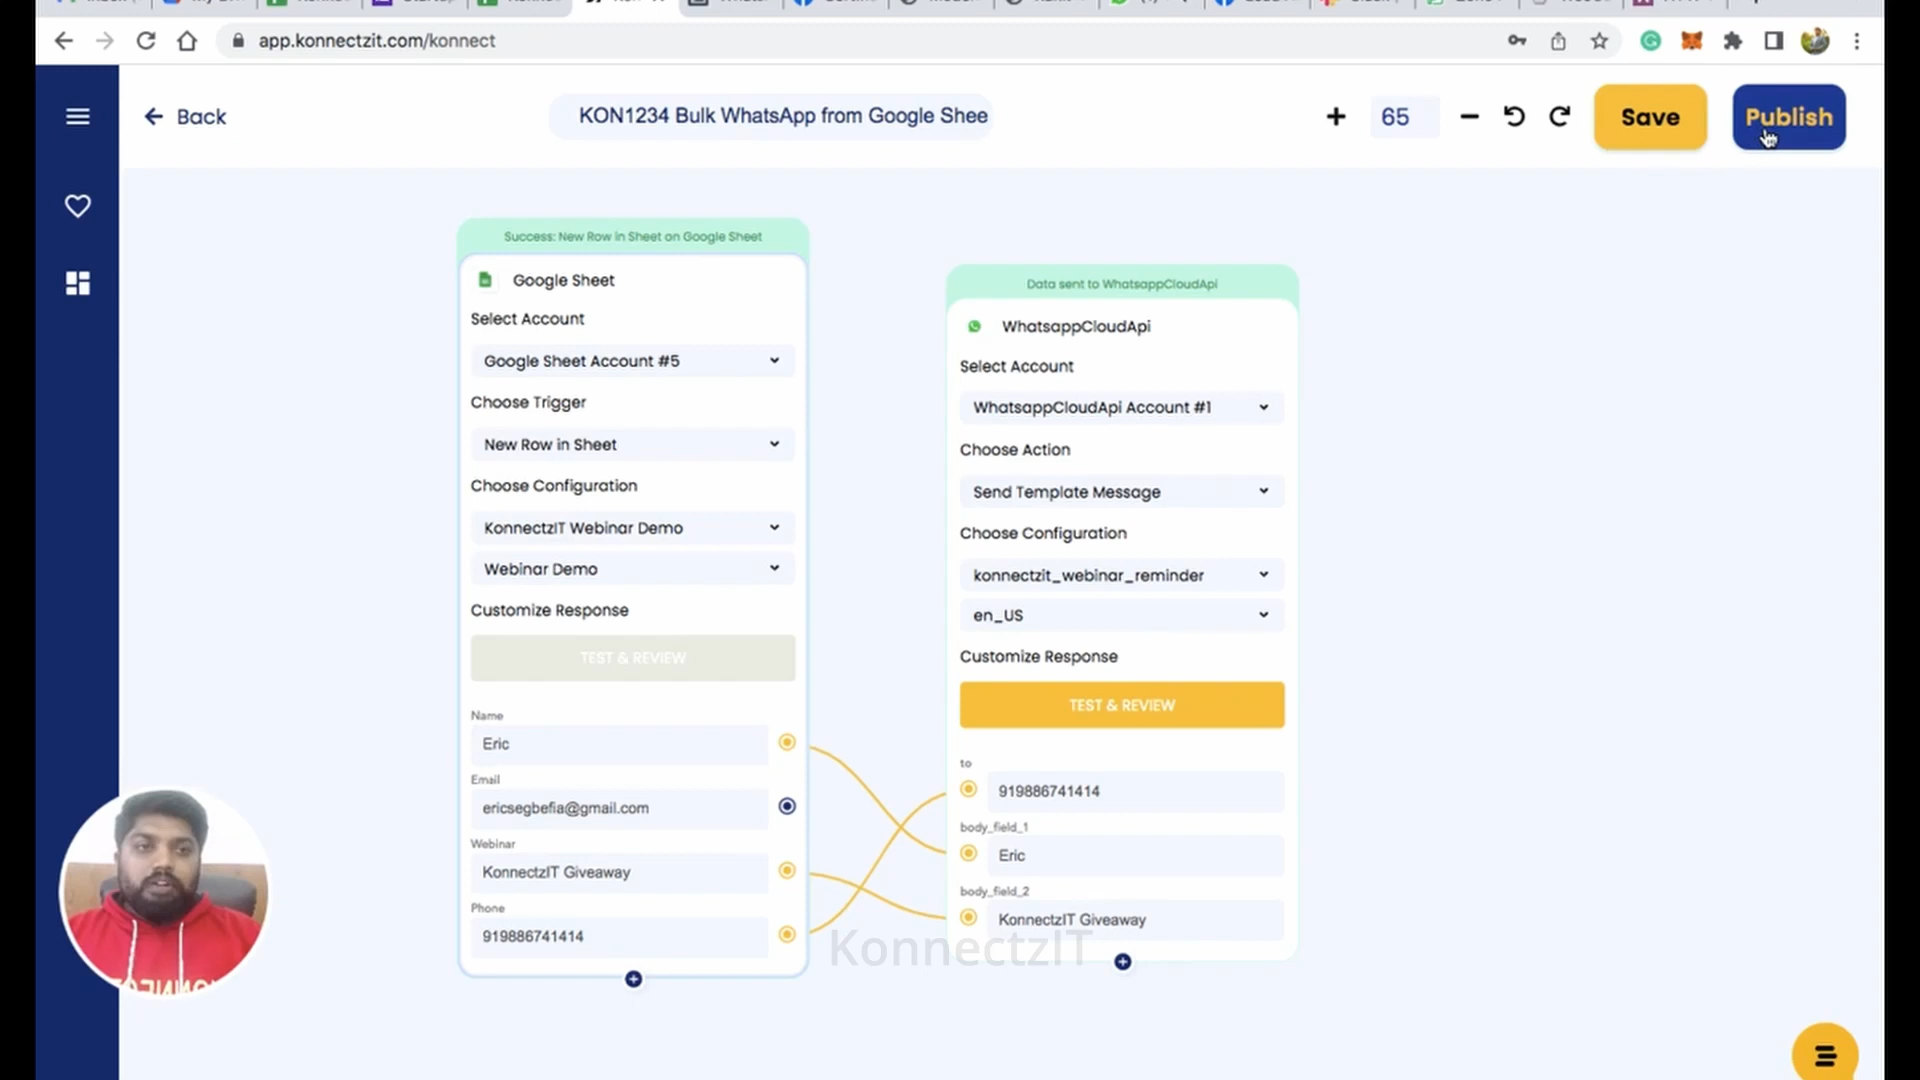 app.konnectzit.com/konnect
Back
KON1234 Bulk WhatsApp from Google Shee
65
Save
Publish
Success: New Row in Sheet on Google Sheet
Google Sheet
Select Account
Google Sheet Account #5
Choose Trigger
New Row in Sheet
Choose Configuration
KonnectzIT Webinar Demo
Webinar Demo
Customize Response
TEST & REVIEW
Name
Eric
Email
ericsegbefia@gmail.com
Webinar
KonnectzIT Giveaway
Phone
919886741414
Data sent to WhatsappCloudApi
WhatsappCloudApi
Select Account
WhatsappCloudApi Account #1
Choose Action
Send Template Message
Choose Configuration
konnectzit_webinar_reminder
en_US
Customize Response
TEST & REVIEW
to
919886741414
body_field_1
Eric
body_field_2
KonnectzIT Giveaway
KonnectzIT